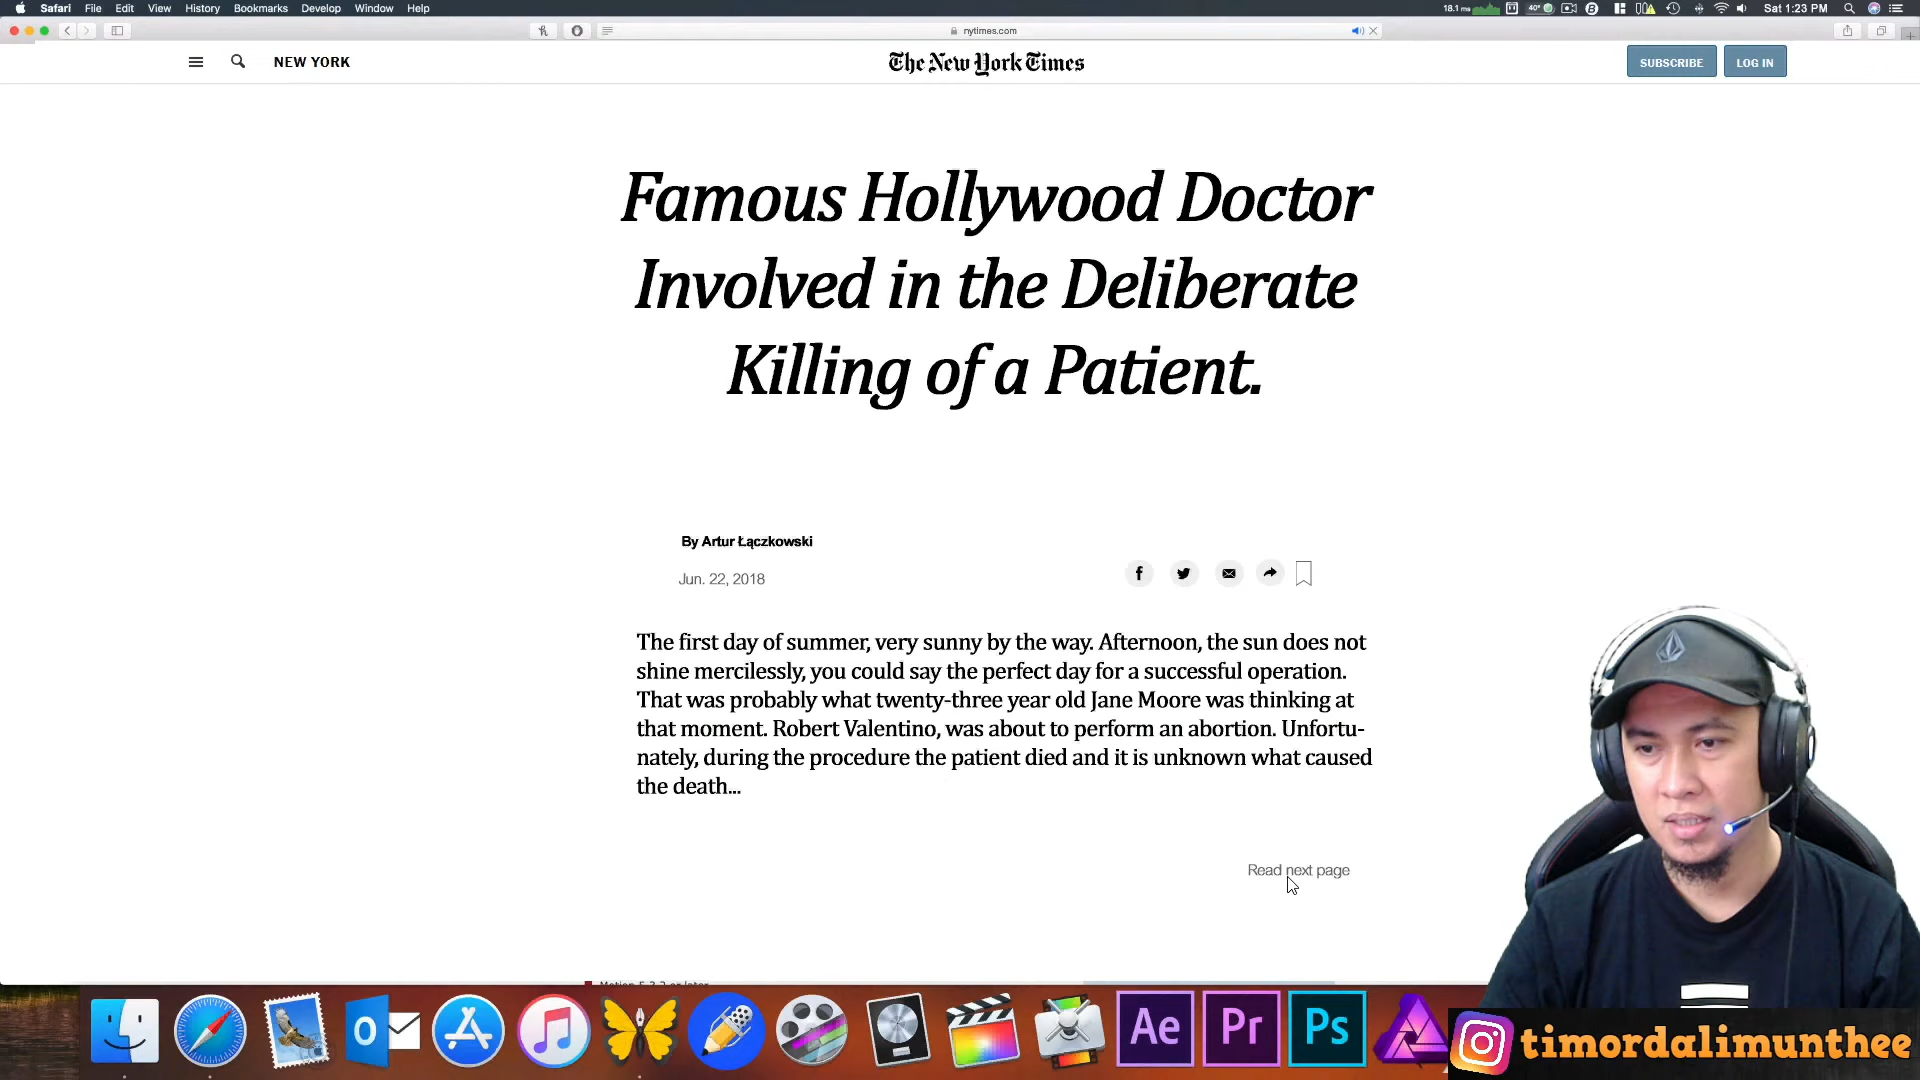 Safari File Edit View History Bookmarks Develop Window Help
18.1 ms 40° Sat 1:23 PM
nytimes.com
NEW YORK
The New York Times
SUBSCRIBE LOG IN
Famous Hollywood Doctor
Involved in the Deliberate
Killing of a Patient.
By Artur Łączkowski
Jun. 22, 2018
The first day of summer, very sunny by the way. Afternoon, the sun does not
shine mercilessly, you could say the perfect day for a successful operation.
That was probably what twenty-three year old Jane Moore was thinking at
that moment. Robert Valentino, was about to perform an abortion. Unfortu-
nately, during the procedure the patient died and it is unknown what caused
the death...
Read next page
Ae Pr Ps
timordalimunthee